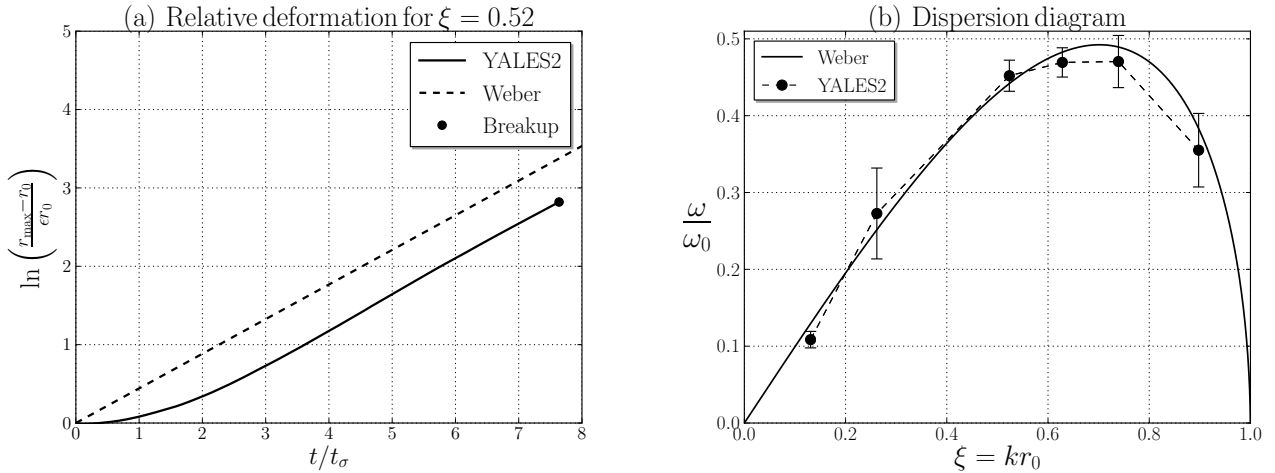 (a) Relative deformation for ξ = 0.52
5
4
3
2
1
0
0 1 2 3 4 5 6 7 8
ln ( (r_max − r_0) / (ϵr_0) )
t/t_σ
YALES2
Weber
Breakup
(b) Dispersion diagram
0.5
0.4
0.3
0.2
0.1
0.0
0.0 0.2 0.4 0.6 0.8 1.0
ω/ω_0
ξ = kr_0
Weber
YALES2